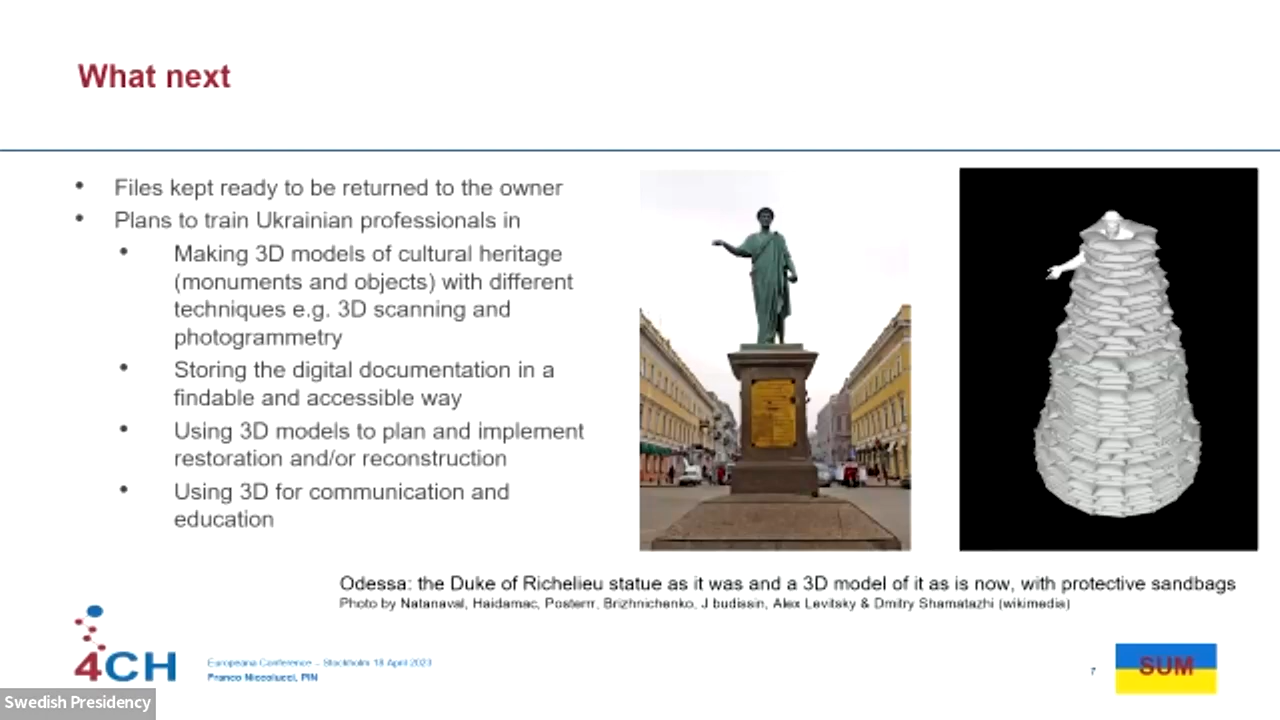 What next
• Files kept ready to be returned to the owner
• Plans to train Ukrainian professionals in
• Making 3D models of cultural heritage
(monuments and objects) with different
techniques e.g. 3D scanning and
photogrammetry
• Storing the digital documentation in a
findable and accessible way
• Using 3D models to plan and implement
restoration and/or reconstruction
• Using 3D for communication and
education
Odessa: the Duke of Richelieu statue as it was and a 3D model of it as is now, with protective sandbags
Photo by Natanaval, Haidamac, Posterrr, Brizhnichenko, J budissin, Alex Levitsky & Dmitry Shamatazhi (wikimedia)
4CH
Europeana Conference – Stockholm 18 April 2023
Franco Niccolucci, PIN
7
SUM
Swedish Presidency